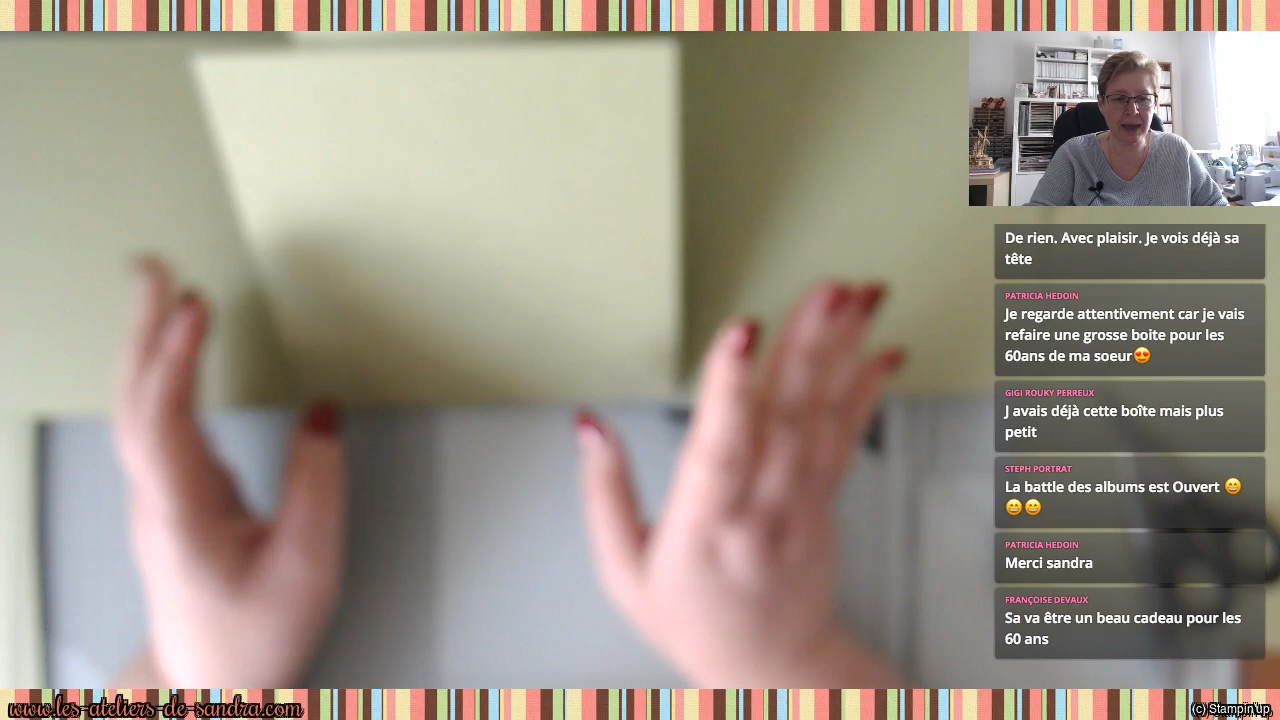 De rien. Avec plaisir. Je vois déjà sa
tête
PATRICIA HEDOIN
Je regarde attentivement car je vais
refaire une grosse boite pour les
60ans de ma soeur😍
GIGI ROUKY PERREUX
J avais déjà cette boîte mais plus
petit
STEPH PORTRAT
La battle des albums est Ouvert 😁
😁😁
PATRICIA HEDOIN
Merci sandra
FRANÇOISE DEVAUX
Sa va être un beau cadeau pour les
60 ans
www.les-ateliers-de-sandra.com
(c) Stampin'up